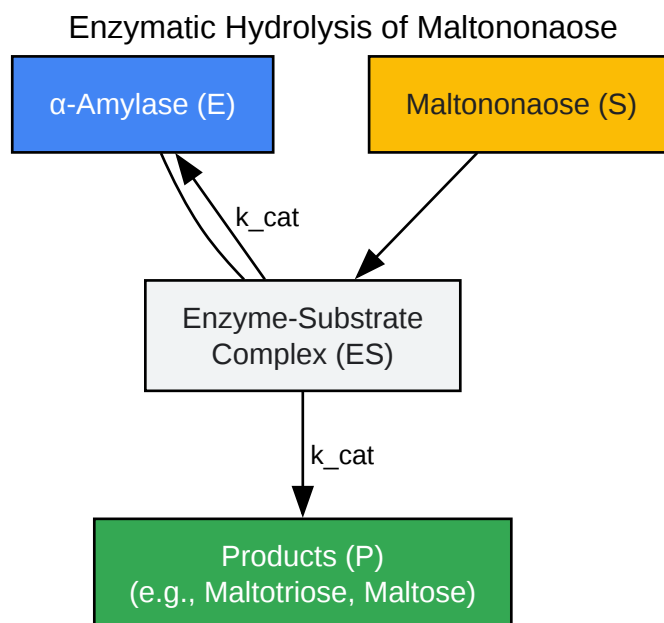 Enzymatic Hydrolysis of Maltononaose
α-Amylase (E)
Maltononaose (S)
k_cat
Enzyme-Substrate
Complex (ES)
k_cat
Products (P)
(e.g., Maltotriose, Maltose)